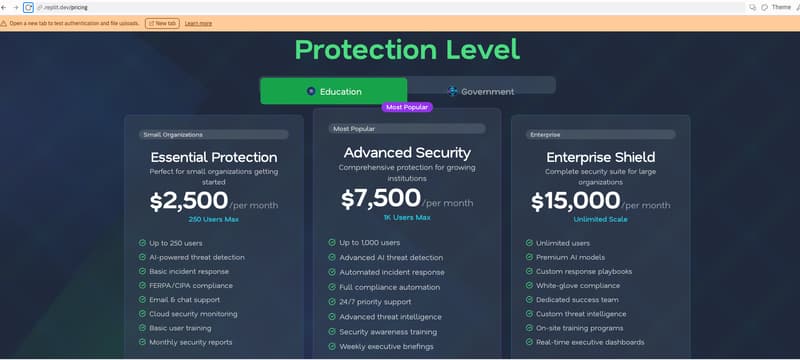 .replit.dev/pricing
Theme
Open a new tab to test authentication and file uploads.
New tab
Learn more
Protection Level
Education
Government
Most Popular
Small Organizations
Essential Protection
Perfect for small organizations getting
started
$2,500/per month
250 Users Max
Up to 250 users
AI-powered threat detection
Basic incident response
FERPA/CIPA compliance
Email & chat support
Cloud security monitoring
Basic user training
Monthly security reports
Most Popular
Advanced Security
Comprehensive protection for growing
institutions
$7,500/per month
1K Users Max
Up to 1,000 users
Advanced AI threat detection
Automated incident response
Full compliance automation
24/7 priority support
Advanced threat intelligence
Security awareness training
Weekly executive briefings
Enterprise
Enterprise Shield
Complete security suite for large
organizations
$15,000/per month
Unlimited Scale
Unlimited users
Premium AI models
Custom response playbooks
White-glove compliance
Dedicated success team
Custom threat intelligence
On-site training programs
Real-time executive dashboards